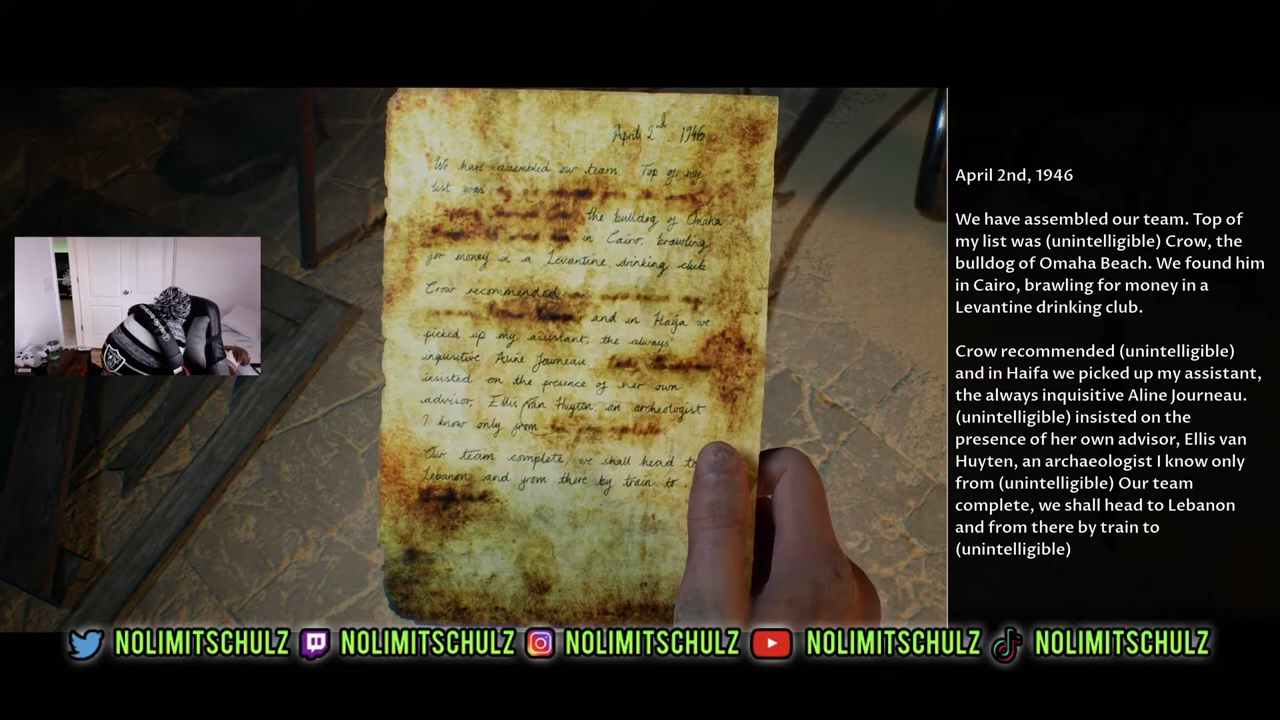 April 2nd 1946
We have assembled our team. Top of my
list was
the bulldog of Omaha
in Cairo, brawling
for money in a Levantine drinking club
Crow recommended
and in Haifa we
picked up my assistant, the always
inquisitive Aline Journeau
insisted on the presence of her own
advisor, Ellis van Huyten, an archeologist
I know only from
Our team complete, we shall head to
Lebanon and from there by train to
April 2nd, 1946
We have assembled our team. Top of
my list was (unintelligible) Crow, the
bulldog of Omaha Beach. We found him
in Cairo, brawling for money in a
Levantine drinking club.
Crow recommended (unintelligible)
and in Haifa we picked up my assistant,
the always inquisitive Aline Journeau.
(unintelligible) insisted on the
presence of her own advisor, Ellis van
Huyten, an archaeologist I know only
from (unintelligible) Our team
complete, we shall head to Lebanon
and from there by train to
(unintelligible)
NOLIMITSCHULZ NOLIMITSCHULZ NOLIMITSCHULZ NOLIMITSCHULZ NOLIMITSCHULZ